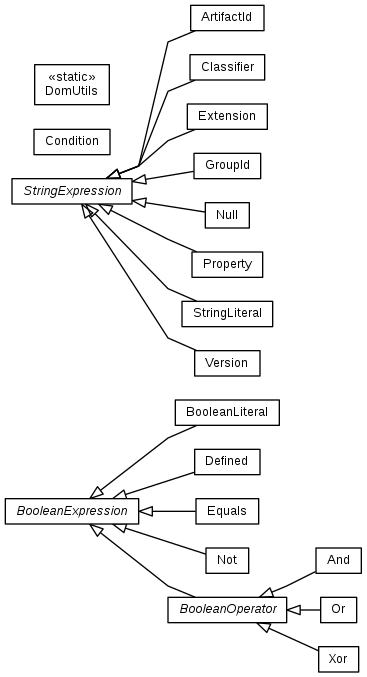 ArtifactId
Classifier
«static»
DomUtils
Extension
Condition
GroupId
StringExpression
Null
Property
StringLiteral
Version
BooleanLiteral
Defined
BooleanExpression
Equals
Not
And
BooleanOperator
Or
Xor